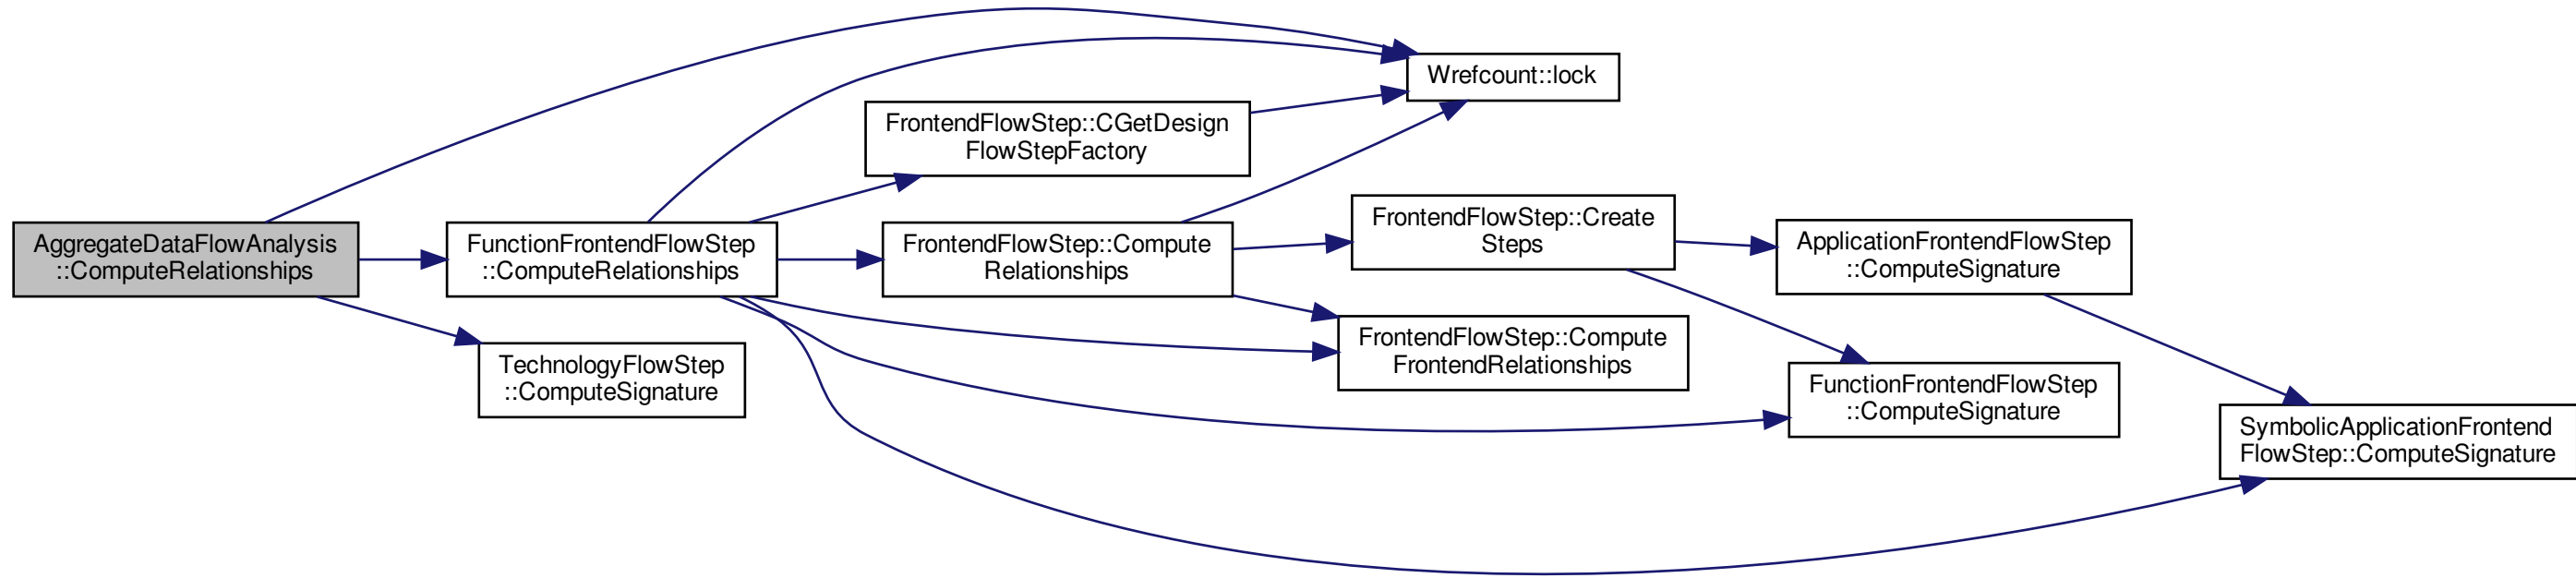 AggregateDataFlowAnalysis
::ComputeRelationships
FunctionFrontendFlowStep
::ComputeRelationships
TechnologyFlowStep
::ComputeSignature
FrontendFlowStep::CGetDesign
FlowStepFactory
FrontendFlowStep::Compute
Relationships
Wrefcount::lock
FrontendFlowStep::Create
Steps
FrontendFlowStep::Compute
FrontendRelationships
ApplicationFrontendFlowStep
::ComputeSignature
FunctionFrontendFlowStep
::ComputeSignature
SymbolicApplicationFrontend
FlowStep::ComputeSignature